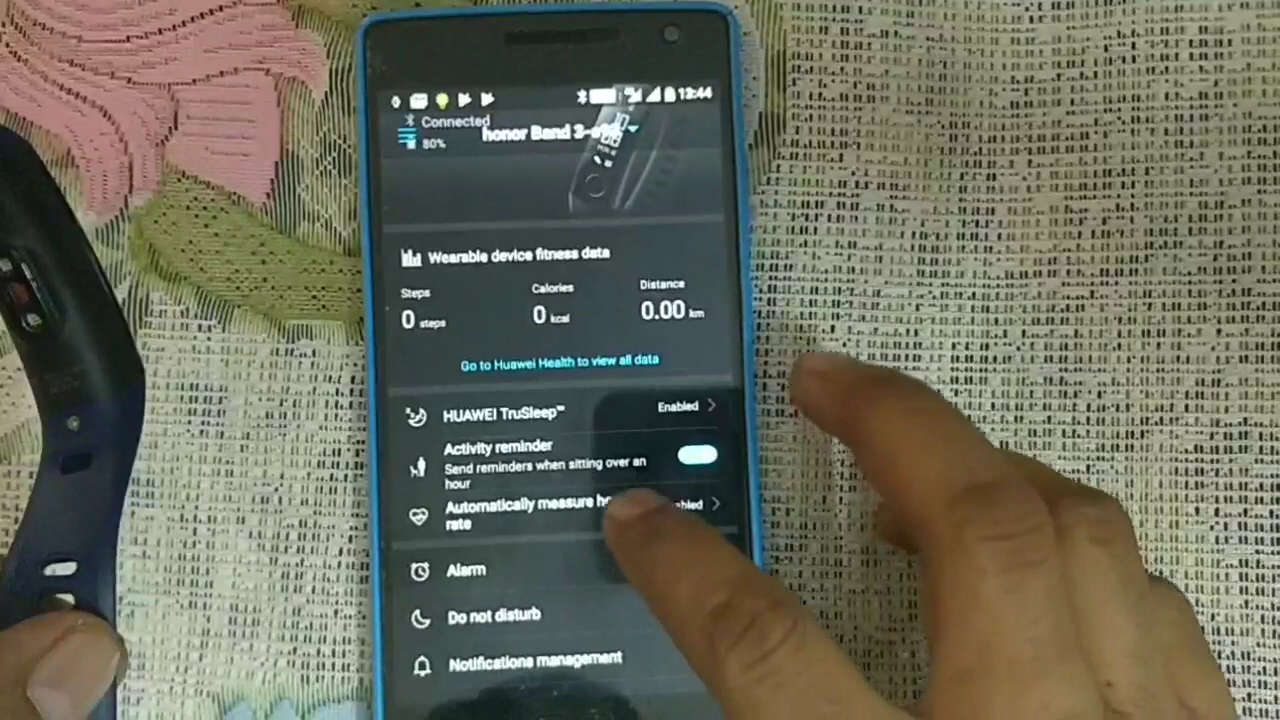 12:44
Connected
honor Band 3
80%
Wearable device fitness data
Steps Calories Distance
0 steps 0 kcal 0.00 km
Go to Huawei Health to view all data
HUAWEI TruSleep™ Enabled
Activity reminder
Send reminders when sitting over an
hour
Automatically measure
rate
Alarm
Do not disturb
Notifications management